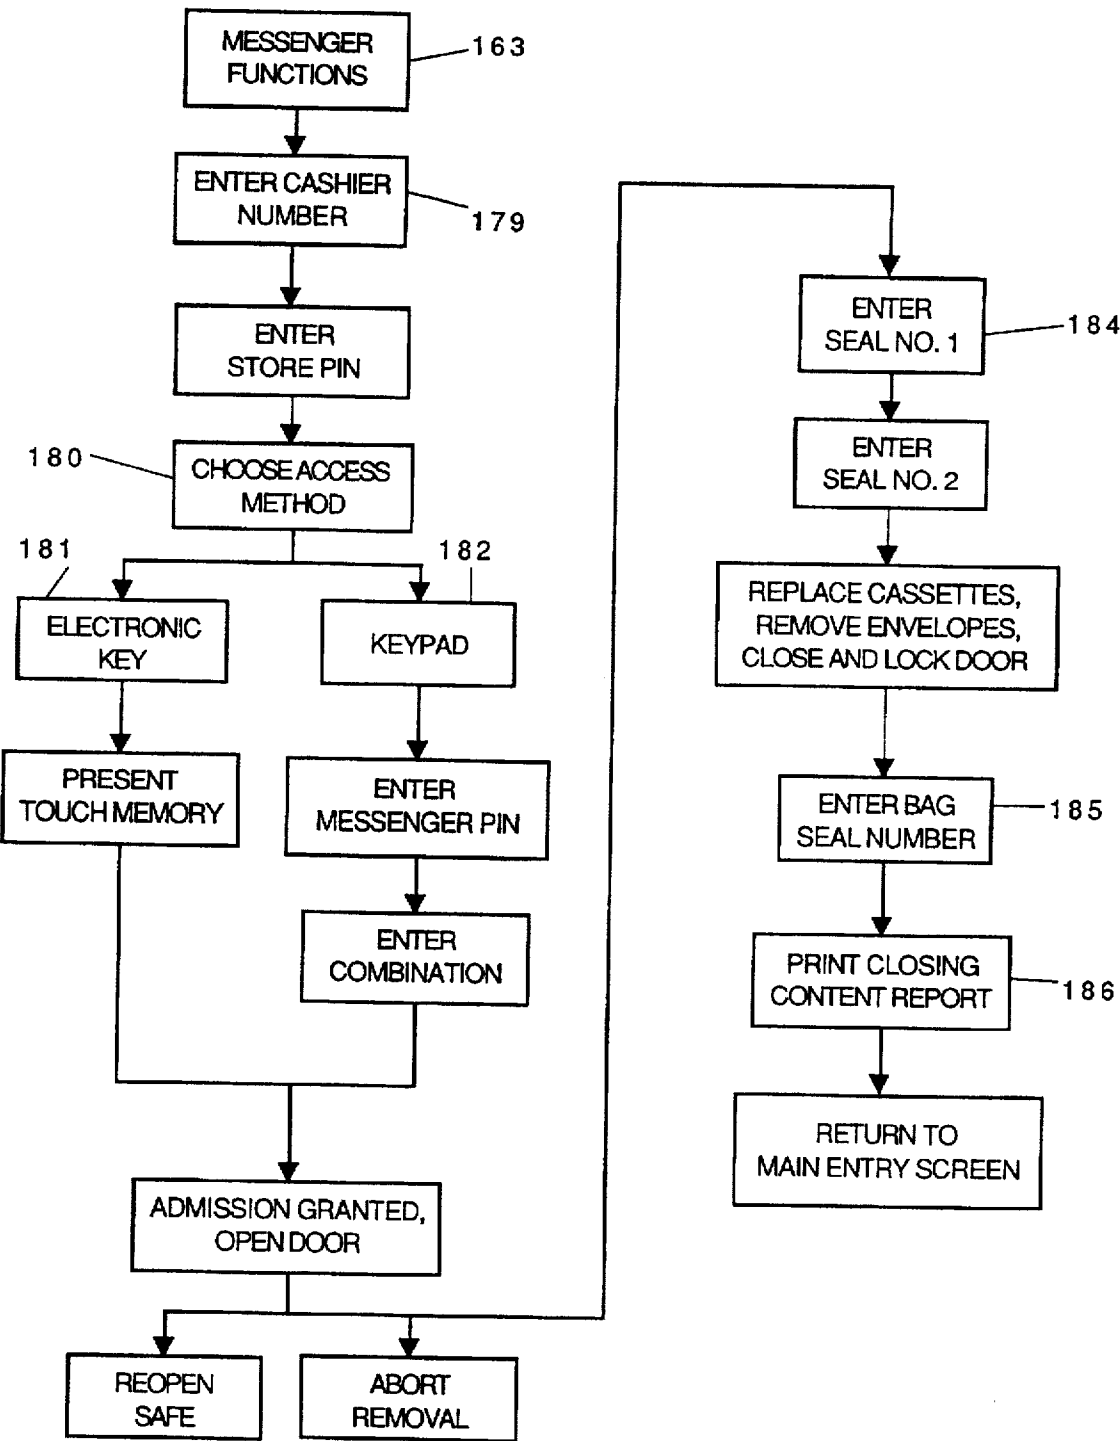 MESSENGER
FUNCTIONS
163
ENTER CASHIER
NUMBER
179
ENTER
STORE PIN
180
CHOOSE ACCESS
METHOD
181
182
ELECTRONIC
KEY
KEYPAD
PRESENT
TOUCH MEMORY
ENTER
MESSENGER PIN
ENTER
COMBINATION
ADMISSION GRANTED,
OPEN DOOR
REOPEN
SAFE
ABORT
REMOVAL
ENTER
SEAL NO. 1
184
ENTER
SEAL NO. 2
REPLACE CASSETTES,
REMOVE ENVELOPES,
CLOSE AND LOCK DOOR
ENTER BAG
SEAL NUMBER
185
PRINT CLOSING
CONTENT REPORT
186
RETURN TO
MAIN ENTRY SCREEN